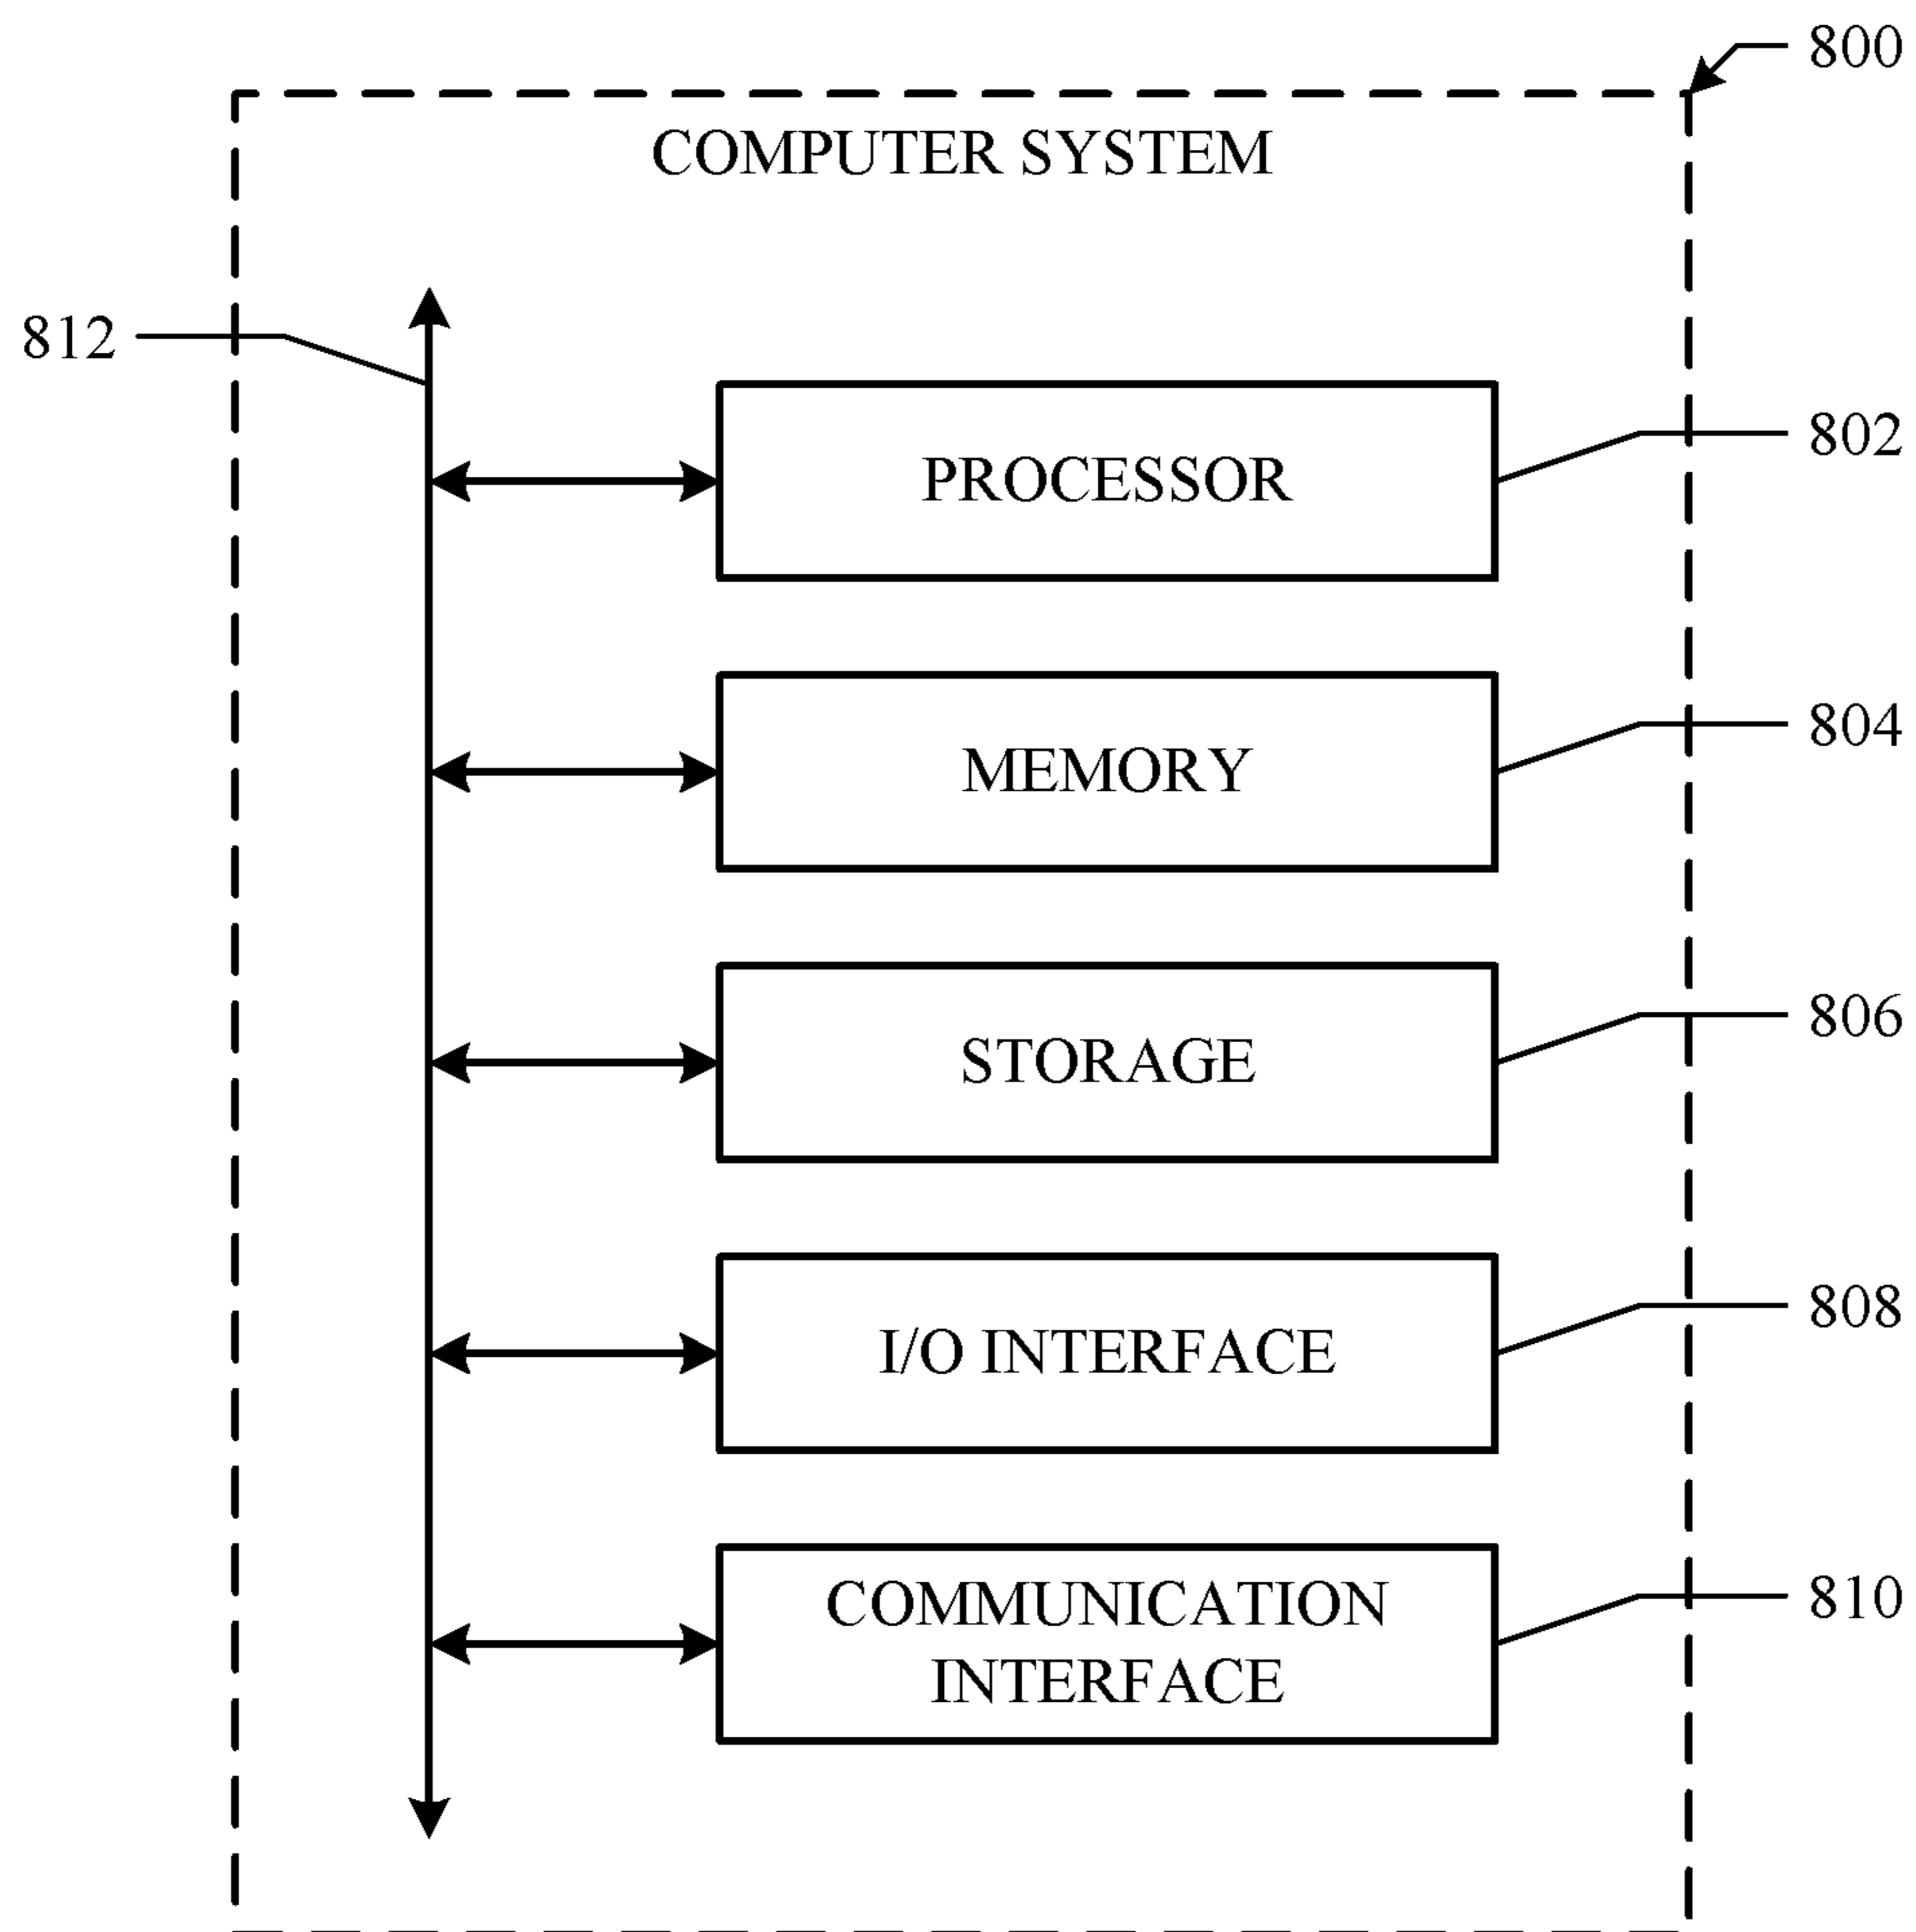 800
COMPUTER SYSTEM
812
802
PROCESSOR
804
MEMORY
806
STORAGE
808
I/O INTERFACE
810
COMMUNICATION
INTERFACE